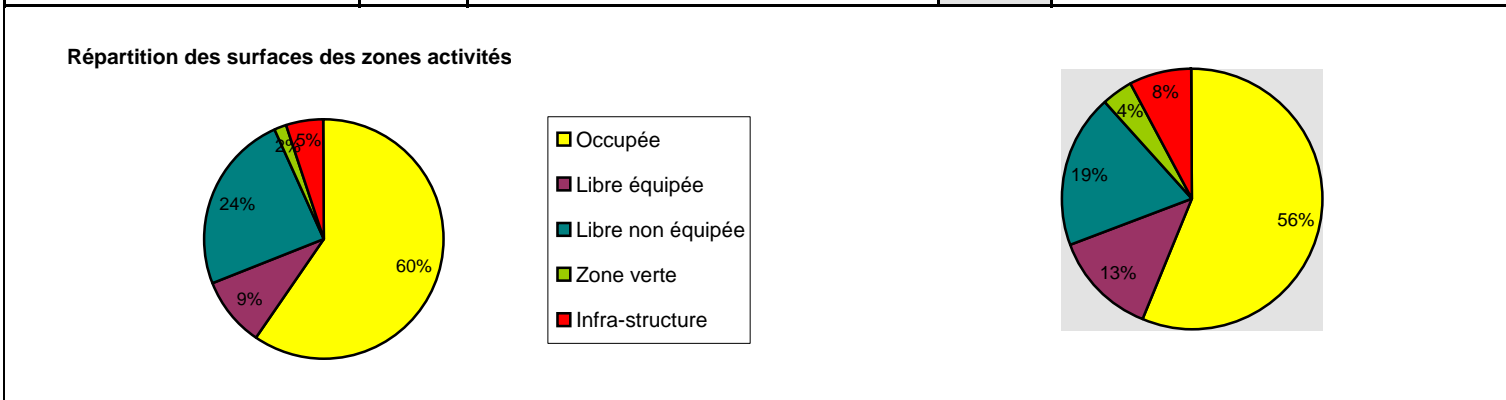 Répartition des surfaces des zones activités
2%
5%
24%
60%
9%
Occupée
Libre équipée
Libre non équipée
Zone verte
Infra-structure
8%
4%
19%
56%
13%